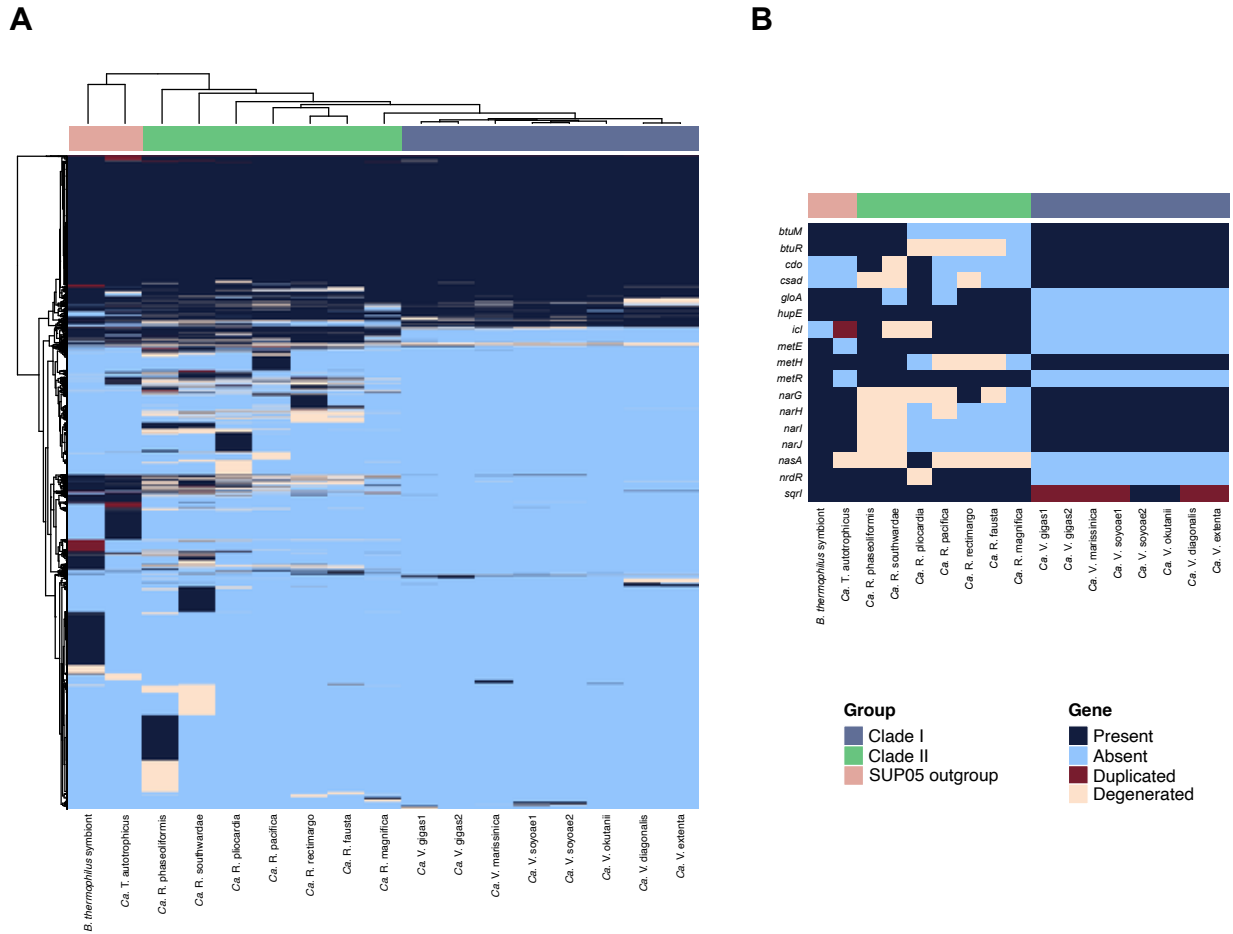 A
B
btuM
btuR
cdo
csad
gloA
hupE
icl
metE
metH
metR
narG
narH
narI
narJ
nasA
nrdR
sqrI
B. thermophilus symbiont
Ca. T. autotrophicus
Ca. R. phaseoliformis
Ca. R. southwardae
Ca. R. pliocardia
Ca. R. pacifica
Ca. R. rectimargo
Ca. R. fausta
Ca. R. magnifica
Ca. V. gigas1
Ca. V. gigas2
Ca. V. marissinica
Ca. V. soyoae1
Ca. V. soyoae2
Ca. V. okutanii
Ca. V. diagonalis
Ca. V. extenta
Group
Clade I
Clade II
SUP05 outgroup
Gene
Present
Absent
Duplicated
Degenerated
B. thermophilus symbiont
Ca. T. autotrophicus
Ca. R. phaseoliformis
Ca. R. southwardae
Ca. R. pliocardia
Ca. R. pacifica
Ca. R. rectimargo
Ca. R. fausta
Ca. R. magnifica
Ca. V. gigas1
Ca. V. gigas2
Ca. V. marissinica
Ca. V. soyoae1
Ca. V. soyoae2
Ca. V. okutanii
Ca. V. diagonalis
Ca. V. extenta